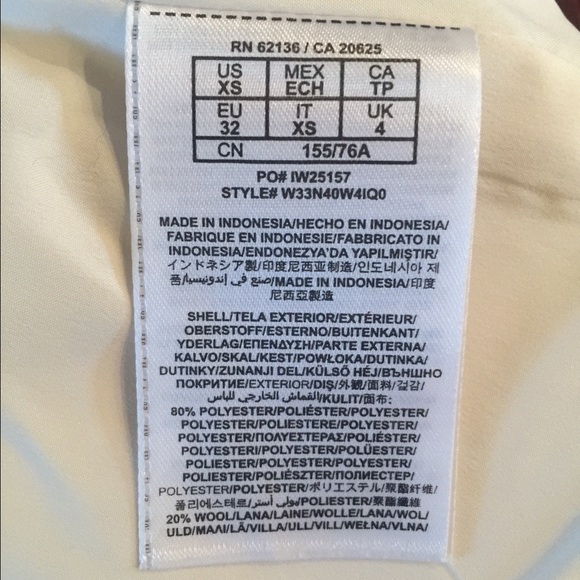 RN 62136 / CA 20625
US XS MEX ECH CA TP
EU 32 IT XS UK 4
CN 155/76A
PO# IW25157
STYLE# W33N40W4IQ0
MADE IN INDONESIA/HECHO EN INDONESIA/
FABRIQUE EN INDONESIE/FABBRICATO IN
INDONESIA/ENDONEZYA'DA YAPILMIŞTIR/
インドネシア製/印度尼西亚制造/인도네시아 제
품/صنع في إندونيسيا/MADE IN INDONESIA/印度
尼西亞製造
SHELL/TELA EXTERIOR/EXTÉRIEUR/
OBERSTOFF/ESTERNO/BUITENKANT/
YDERLAG/ΕΠΕΝΔΥΣΗ/PARTE EXTERNA/
KALVO/SKAL/KEST/POWŁOKA/DUTINKA/
DUTINKY/ZUNANJI DEL/KÜLSŐ HÉJ/ВЪНШНО
ПОКРИТИЕ/EXTERIOR/DIŞ/外観/面料/겉감/
القماش الخارجي للباس/KULIT/面布:
80% POLYESTER/POLIÉSTER/POLYESTER/
POLYESTER/POLIESTERE/POLYESTER/
POLYESTER/ΠΟΛΥΕΣΤΕΡΑΣ/POLIÉSTER/
POLYESTERI/POLYESTER/POLÜESTER/
POLIESTER/POLYESTER/POLYESTER/
POLIESTER/POLIÉSZTER/ПОЛИЕСТЕР/
POLYESTER/POLYESTER/ポリエステル/聚酯纤维/
폴리에스테르/بولي أستر/POLIESTER/聚酯纖維
20% WOOL/LANA/LAINE/WOLLE/LANA/WOL/
ULD/ΜΑΛΙ/LÃ/VILLA/ULL/VILL/WEŁNA/VLNA/